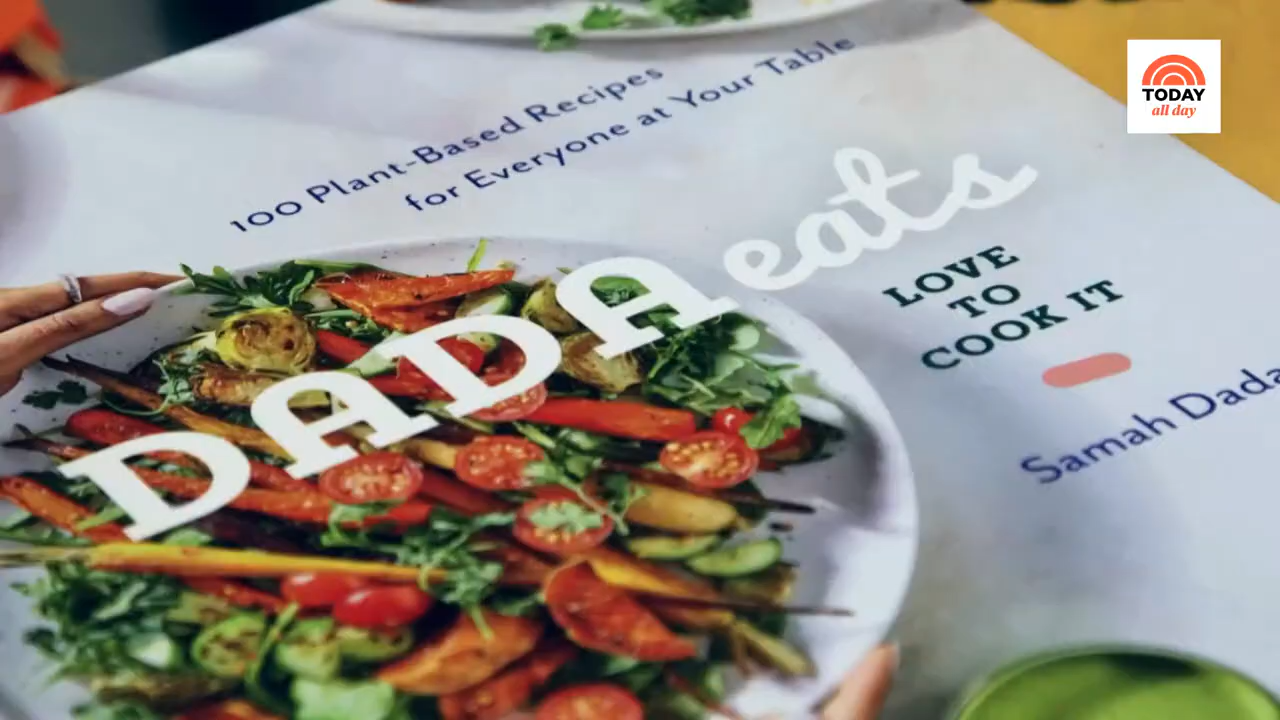 100 Plant-Based Recipes
for Everyone at Your Table
DADA eats
LOVE
TO
COOK IT
Samah Dada
TODAY
all day